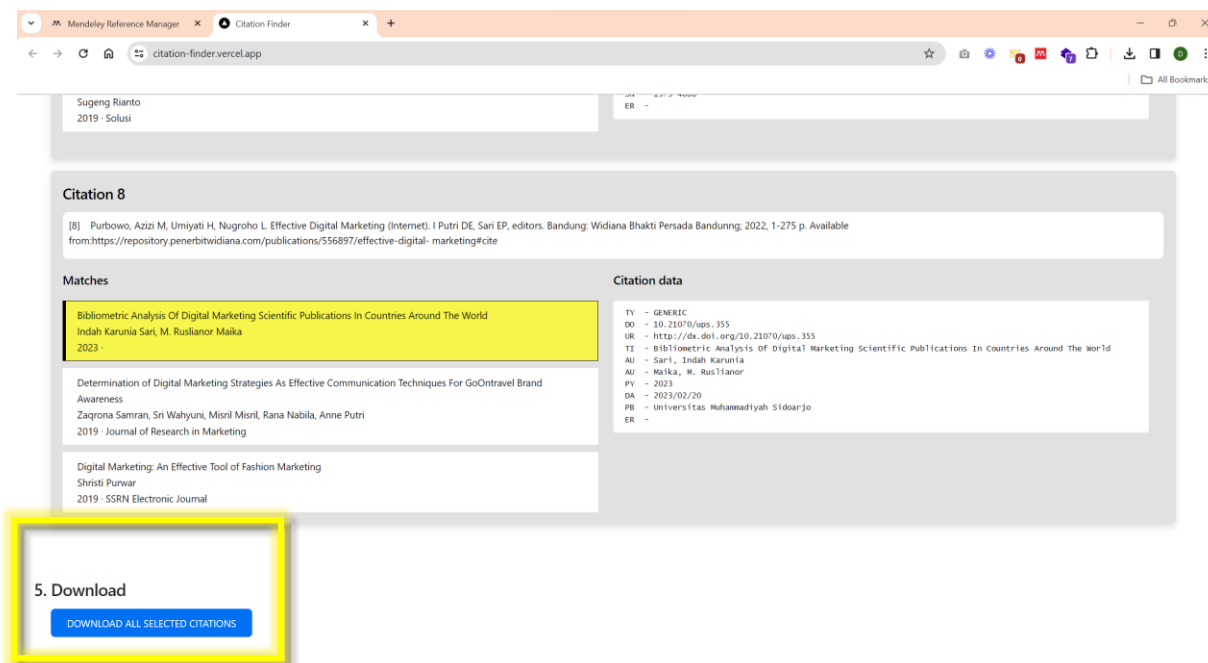 Mendeley Reference Manager
Citation Finder
citation-finder.vercel.app
All Bookmarks
Sugeng Rianto
2019 · Solusi
ER -
Citation 8
[8] Purbowo, Azizi M, Umiyati H, Nugroho L. Effective Digital Marketing (Internet). I Putri DE, Sari EP, editors. Bandung: Widiana Bhakti Persada Bandunng; 2022, 1-275 p. Available
from:https://repository.penerbitwidiana.com/publications/556897/effective-digital- marketing#cite
Matches
Bibliometric Analysis Of Digital Marketing Scientific Publications In Countries Around The World
Indah Karunia Sari, M. Ruslianor Maika
2023 ·
Determination of Digital Marketing Strategies As Effective Communication Techniques For GoOntravel Brand
Awareness
Zaqrona Samran, Sri Wahyuni, Misril Misril, Rana Nabila, Anne Putri
2019 · Journal of Research in Marketing
Digital Marketing: An Effective Tool of Fashion Marketing
Shristi Purwar
2019 · SSRN Electronic Journal
Citation data
TY - GENERIC
DO - 10.21070/ups.355
UR - http://dx.doi.org/10.21070/ups.355
TI - Bibliometric Analysis Of Digital Marketing Scientific Publications In Countries Around The World
AU - Sari, Indah Karunia
AU - Maika, M. Ruslianor
PY - 2023
DA - 2023/02/20
PB - Universitas Muhammadiyah Sidoarjo
ER -
5. Download
DOWNLOAD ALL SELECTED CITATIONS